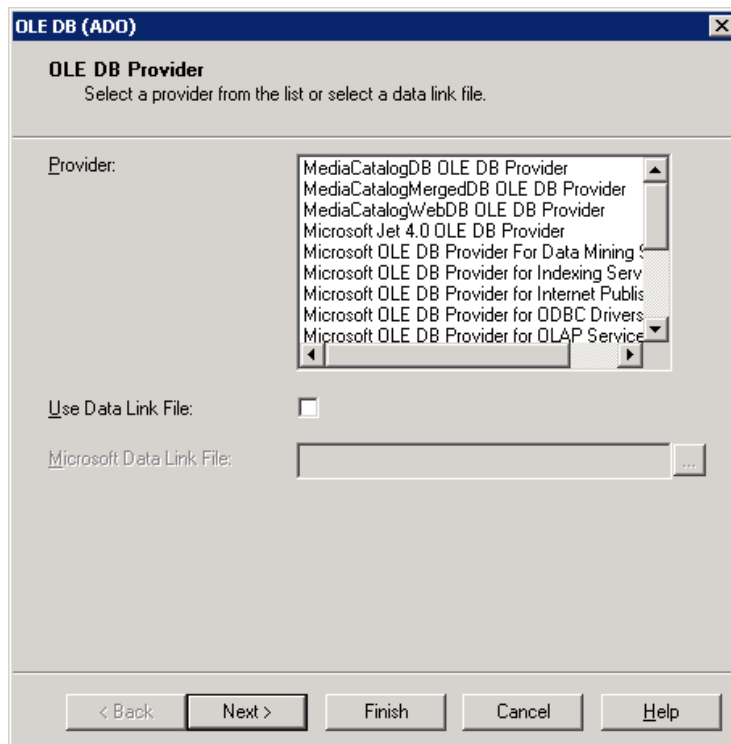 OLE DB (ADO)
OLE DB Provider
Select a provider from the list or select a data link file.
Provider:
MediaCatalogDB OLE DB Provider
MediaCatalogMergedDB OLE DB Provider
MediaCatalogWebDB OLE DB Provider
Microsoft Jet 4.0 OLE DB Provider
Microsoft OLE DB Provider For Data Mining S
Microsoft OLE DB Provider for Indexing Serv
Microsoft OLE DB Provider for Internet Publis
Microsoft OLE DB Provider for ODBC Drivers
Microsoft OLE DB Provider for OLAP Service
Use Data Link File:
Microsoft Data Link File:
...
< Back Next > Finish Cancel Help